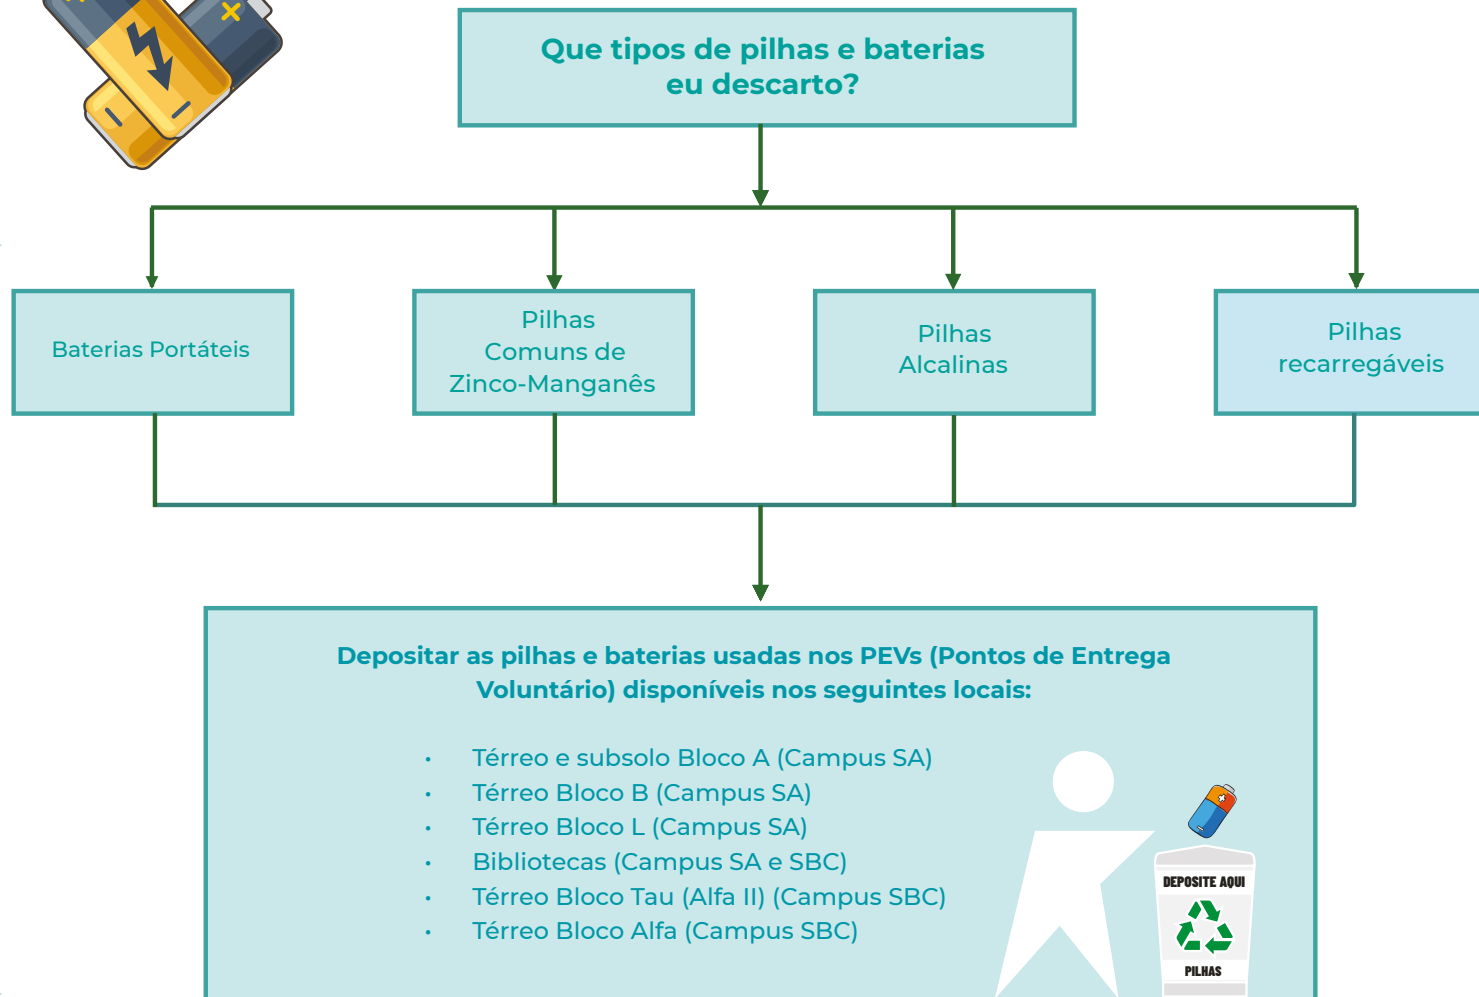 Que tipos de pilhas e baterias
eu descarto?
Baterias Portáteis
Pilhas
Comuns de
Zinco-Manganês
Pilhas
Alcalinas
Pilhas
recarregáveis
Depositar as pilhas e baterias usadas nos PEVs (Pontos de Entrega
Voluntário) disponíveis nos seguintes locais:
• Térreo e subsolo Bloco A (Campus SA)
• Térreo Bloco B (Campus SA)
• Térreo Bloco L (Campus SA)
• Bibliotecas (Campus SA e SBC)
• Térreo Bloco Tau (Alfa II) (Campus SBC)
• Térreo Bloco Alfa (Campus SBC)
DEPOSITE AQUI
PILHAS